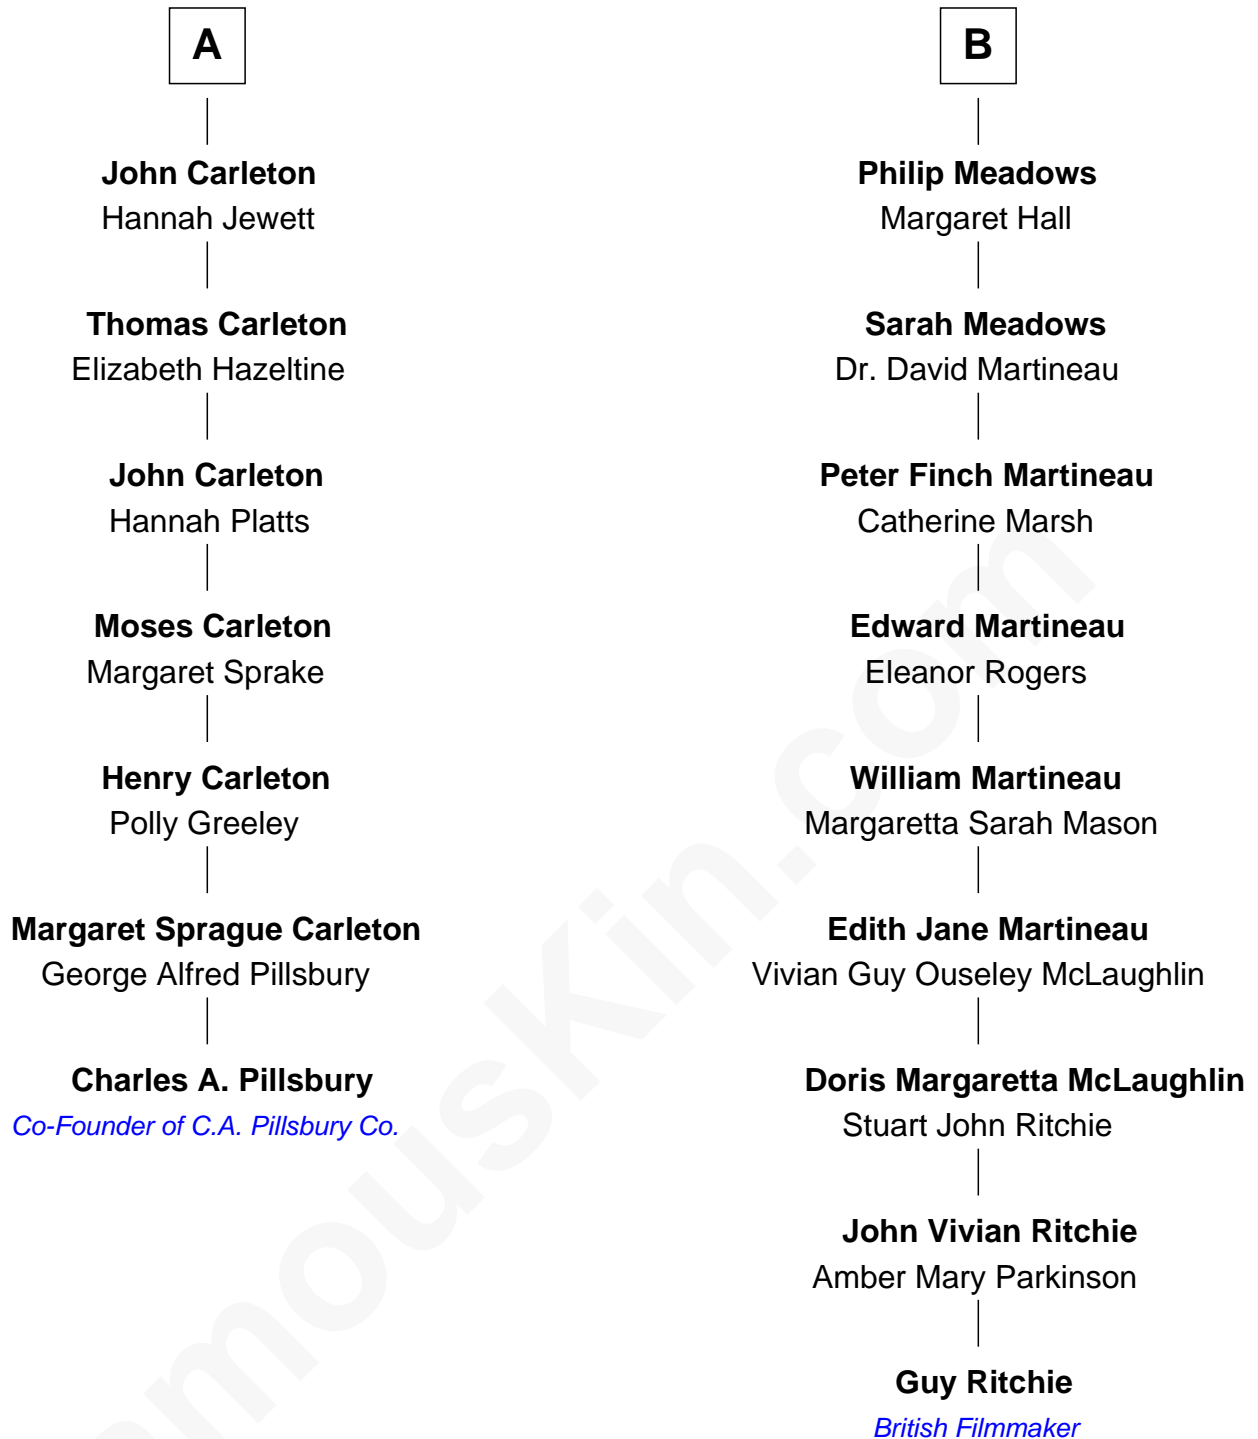 A
John Carleton
Hannah Jewett
Thomas Carleton
Elizabeth Hazeltine
John Carleton
Hannah Platts
Moses Carleton
Margaret Sprake
Henry Carleton
Polly Greeley
Margaret Sprague Carleton
George Alfred Pillsbury
Charles A. Pillsbury
Co-Founder of C.A. Pillsbury Co.
B
Philip Meadows
Margaret Hall
Sarah Meadows
Dr. David Martineau
Peter Finch Martineau
Catherine Marsh
Edward Martineau
Eleanor Rogers
William Martineau
Margaretta Sarah Mason
Edith Jane Martineau
Vivian Guy Ouseley McLaughlin
Doris Margaretta McLaughlin
Stuart John Ritchie
John Vivian Ritchie
Amber Mary Parkinson
Guy Ritchie
British Filmmaker
amouskin.com